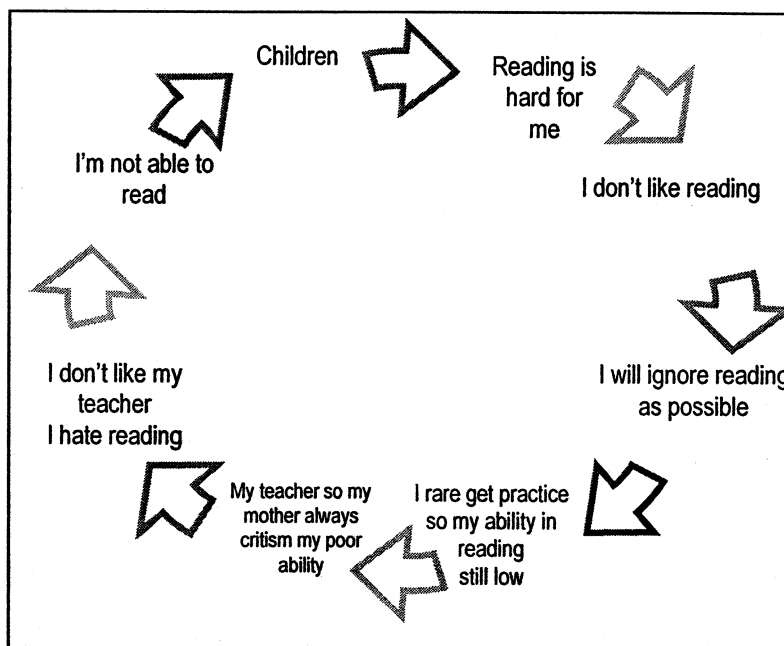 Children
Reading is
hard for
me
I don't like reading
I will ignore reading
as possible
I rare get practice
so my ability in
reading
still low
My teacher so my
mother always
critism my poor
ability
I don't like my
teacher
I hate reading
I'm not able to
read